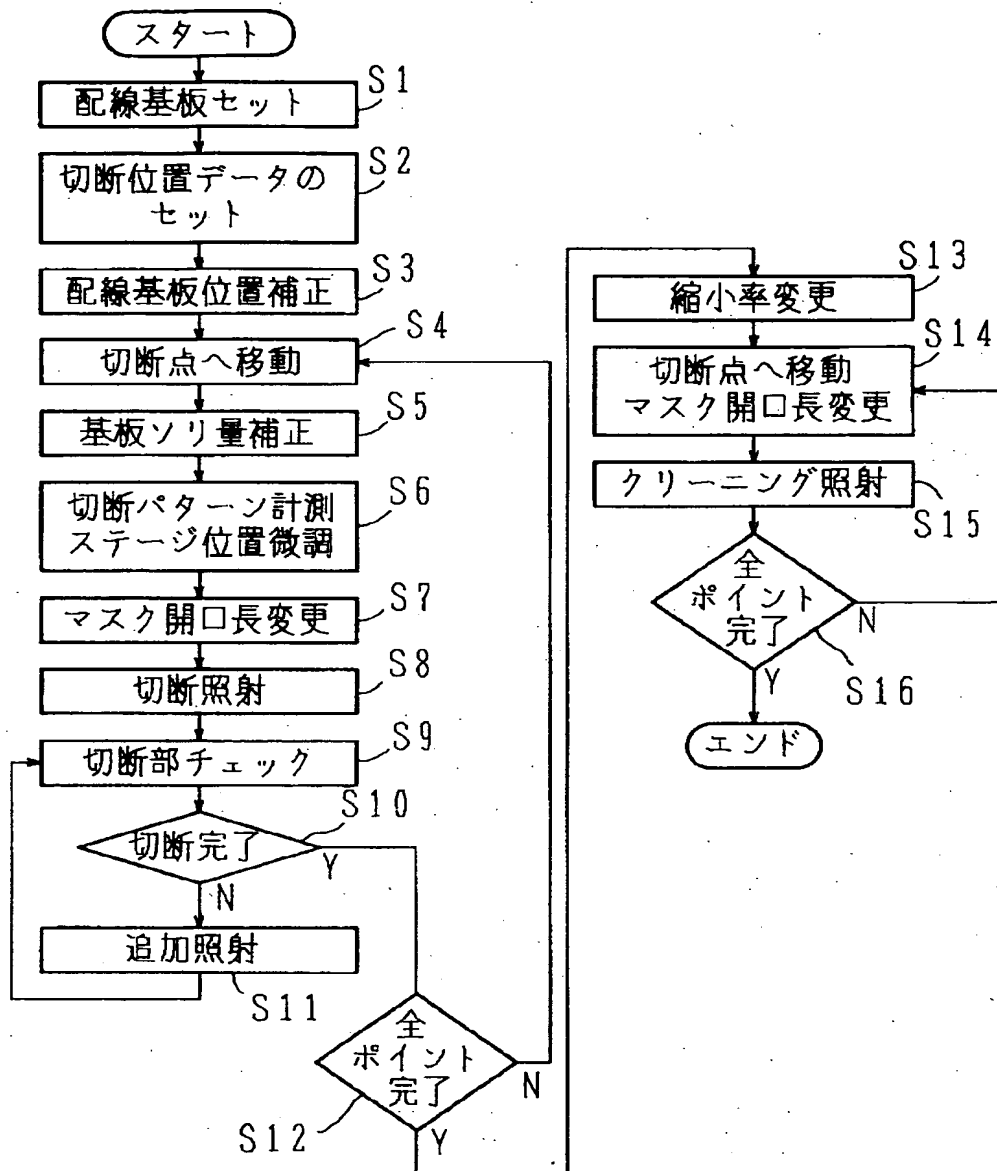 スタート
S1
配線基板セット
S2
切断位置データの
セット
S3
配線基板位置補正
S4
切断点へ移動
S5
基板ソリ量補正
S6
切断パターン計測
ステージ位置微調
S7
マスク開口長変更
S8
切断照射
S9
切断部チェック
S10
切断完了
Y
N
追加照射
S11
全
ポイント
完了
N
S12
Y
S13
縮小率変更
S14
切断点へ移動
マスク開口長変更
クリーニング照射
S15
全
ポイント
完了
N
Y
S16
エンド